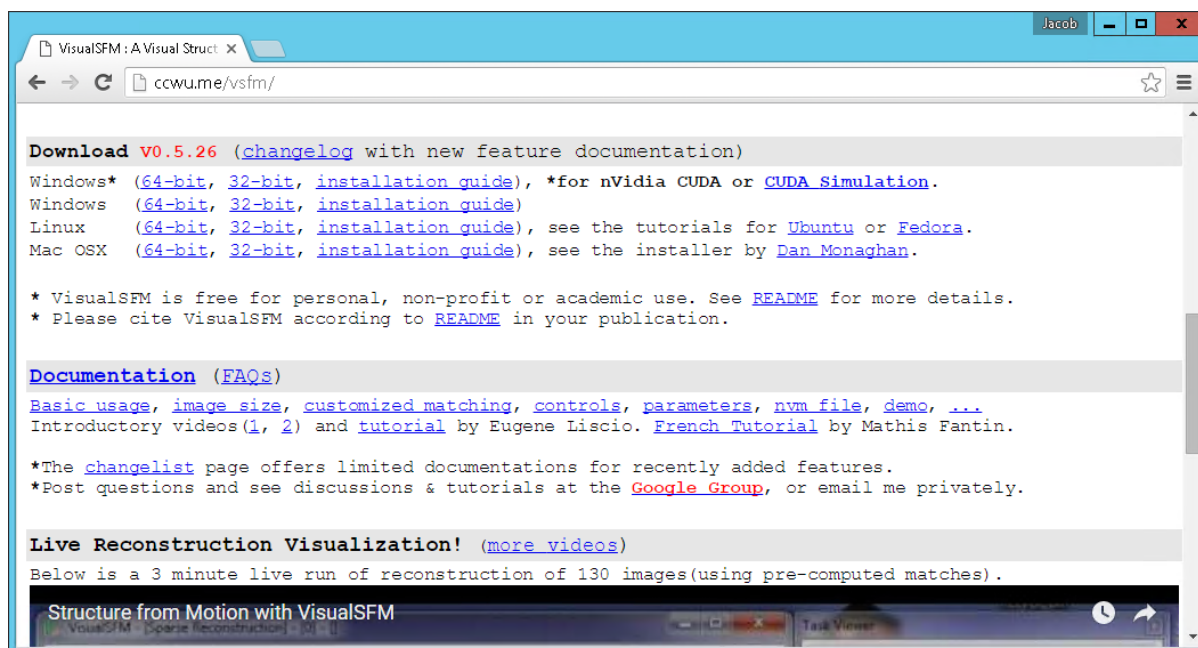 Jacob
VisualSFM : A Visual Struct
ccwu.me/vsfm/
Download V0.5.26 (changelog with new feature documentation)
Windows* (64-bit, 32-bit, installation guide), *for nVidia CUDA or CUDA Simulation.
Windows (64-bit, 32-bit, installation guide)
Linux (64-bit, 32-bit, installation guide), see the tutorials for Ubuntu or Fedora.
Mac OSX (64-bit, 32-bit, installation guide), see the installer by Dan Monaghan.
* VisualSFM is free for personal, non-profit or academic use. See README for more details.
* Please cite VisualSFM according to README in your publication.
Documentation (FAQs)
Basic usage, image size, customized matching, controls, parameters, nvm file, demo, ...
Introductory videos(1, 2) and tutorial by Eugene Liscio. French Tutorial by Mathis Fantin.
*The changelist page offers limited documentations for recently added features.
*Post questions and see discussions & tutorials at the Google Group, or email me privately.
Live Reconstruction Visualization! (more videos)
Below is a 3 minute live run of reconstruction of 130 images(using pre-computed matches).
Structure from Motion with VisualSFM
VisualSFM - [Sparse Reconstruction] - [0] - []
Task Viewer